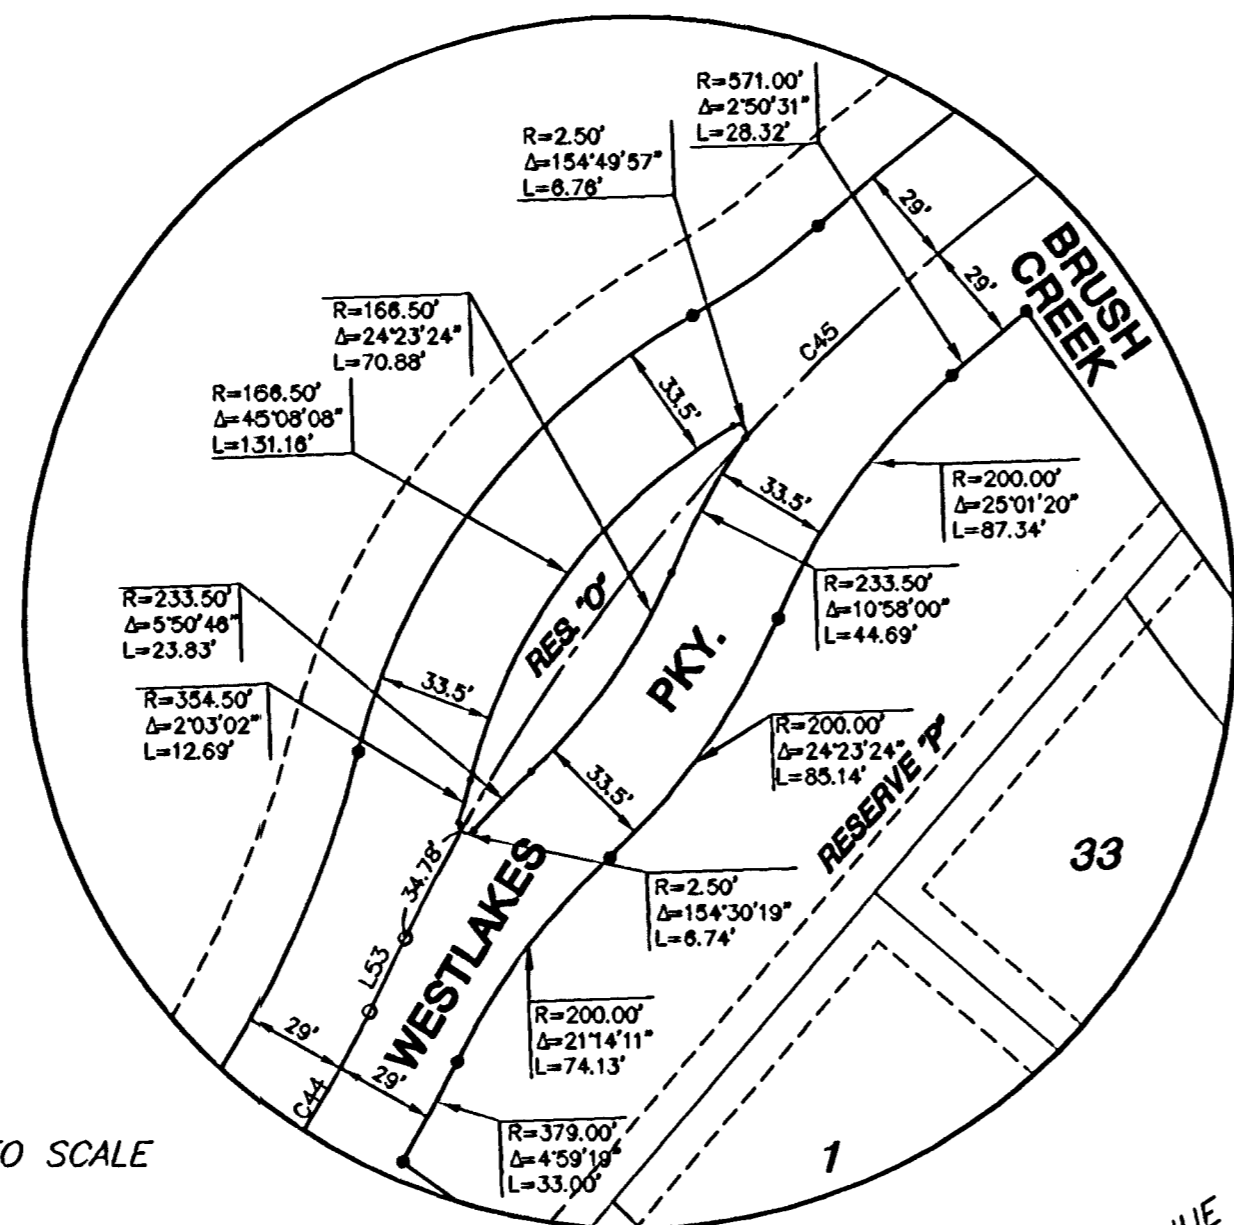 R=571.00'
Δ=2°50'31"
L=28.32'
R=2.50'
Δ=154°49'57"
L=6.76'
29'
29'
BRUSH
CREEK
R=166.50'
Δ=24°23'24"
L=70.88'
C45
33.5'
R=166.50'
Δ=45°08'08"
L=131.16'
33.5'
R=200.00'
Δ=25°01'20"
L=87.34'
R=233.50'
Δ=10°58'00"
L=44.69'
R=233.50'
Δ=5°50'46"
L=23.83'
RES. "O"
PKY.
33.5'
R=354.50'
Δ=2°03'02"
L=12.69'
R=200.00'
Δ=24°23'24"
L=85.14'
33.5'
RESERVE "P"
33
34.78'
WESTLAKES
R=2.50'
Δ=154°30'19"
L=6.74'
L53
R=200.00'
Δ=21°14'11"
L=74.13'
29'
29'
C44
R=379.00'
Δ=4°59'19"
L=33.00'
TO SCALE
1